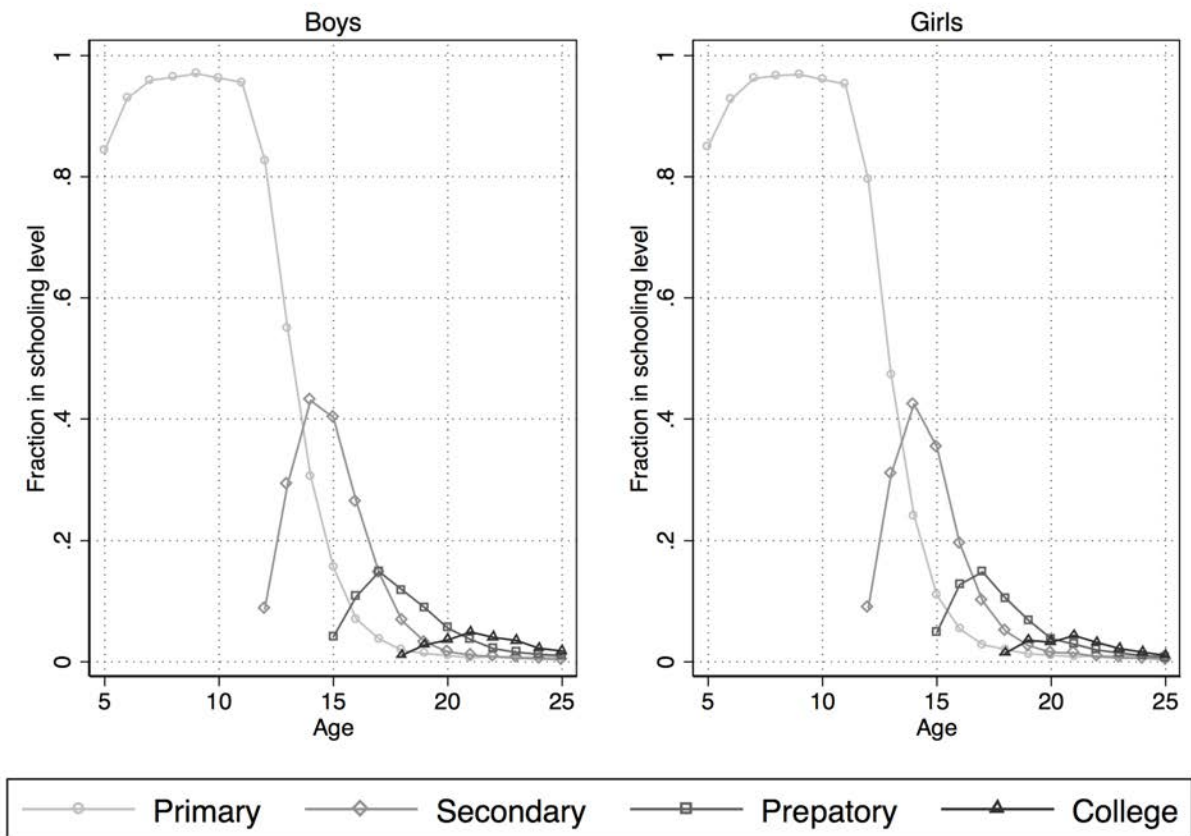 Boys
Girls
Fraction in schooling level
0
.2
.4
.6
.8
1
5
10
15
20
25
Age
Fraction in schooling level
0
.2
.4
.6
.8
1
5
10
15
20
25
Age
Primary
Secondary
Prepatory
College